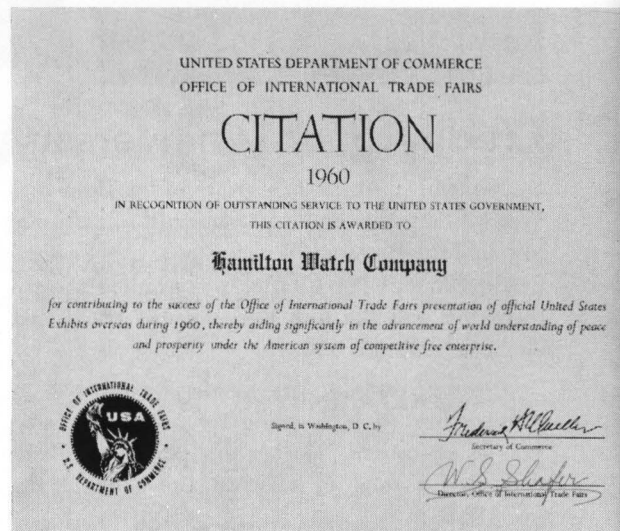 UNITED STATES DEPARTMENT OF COMMERCE
OFFICE OF INTERNATIONAL TRADE FAIRS
CITATION
1960
IN RECOGNITION OF OUTSTANDING SERVICE TO THE UNITED STATES GOVERNMENT,
THIS CITATION IS AWARDED TO
Hamilton Watch Company
for contributing to the success of the Office of International Trade Fairs presentation of official United States
Exhibits overseas during 1960, thereby aiding significantly in the advancement of world understanding of peace
and prosperity under the American system of competitive free enterprise.
OFFICE OF INTERNATIONAL TRADE FAIRS
USA
U.S. DEPARTMENT OF COMMERCE
Signed, in Washington, D. C. by
Frederick H. Mueller
Secretary of Commerce
W. S. Shafer
Director, Office of International Trade Fairs